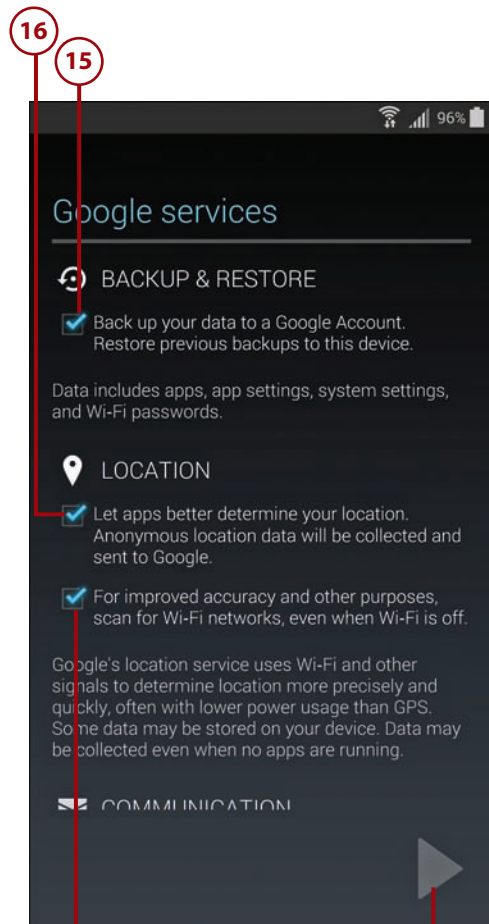 16
15
96%
Google services
BACKUP & RESTORE
Back up your data to a Google Account.
Restore previous backups to this device.
Data includes apps, app settings, system settings,
and Wi-Fi passwords.
LOCATION
Let apps better determine your location.
Anonymous location data will be collected and
sent to Google.
For improved accuracy and other purposes,
scan for Wi-Fi networks, even when Wi-Fi is off.
Google's location service uses Wi-Fi and other
signals to determine location more precisely and
quickly, often with lower power usage than GPS.
Some data may be stored on your device. Data may
be collected even when no apps are running.
COMMUNICATION